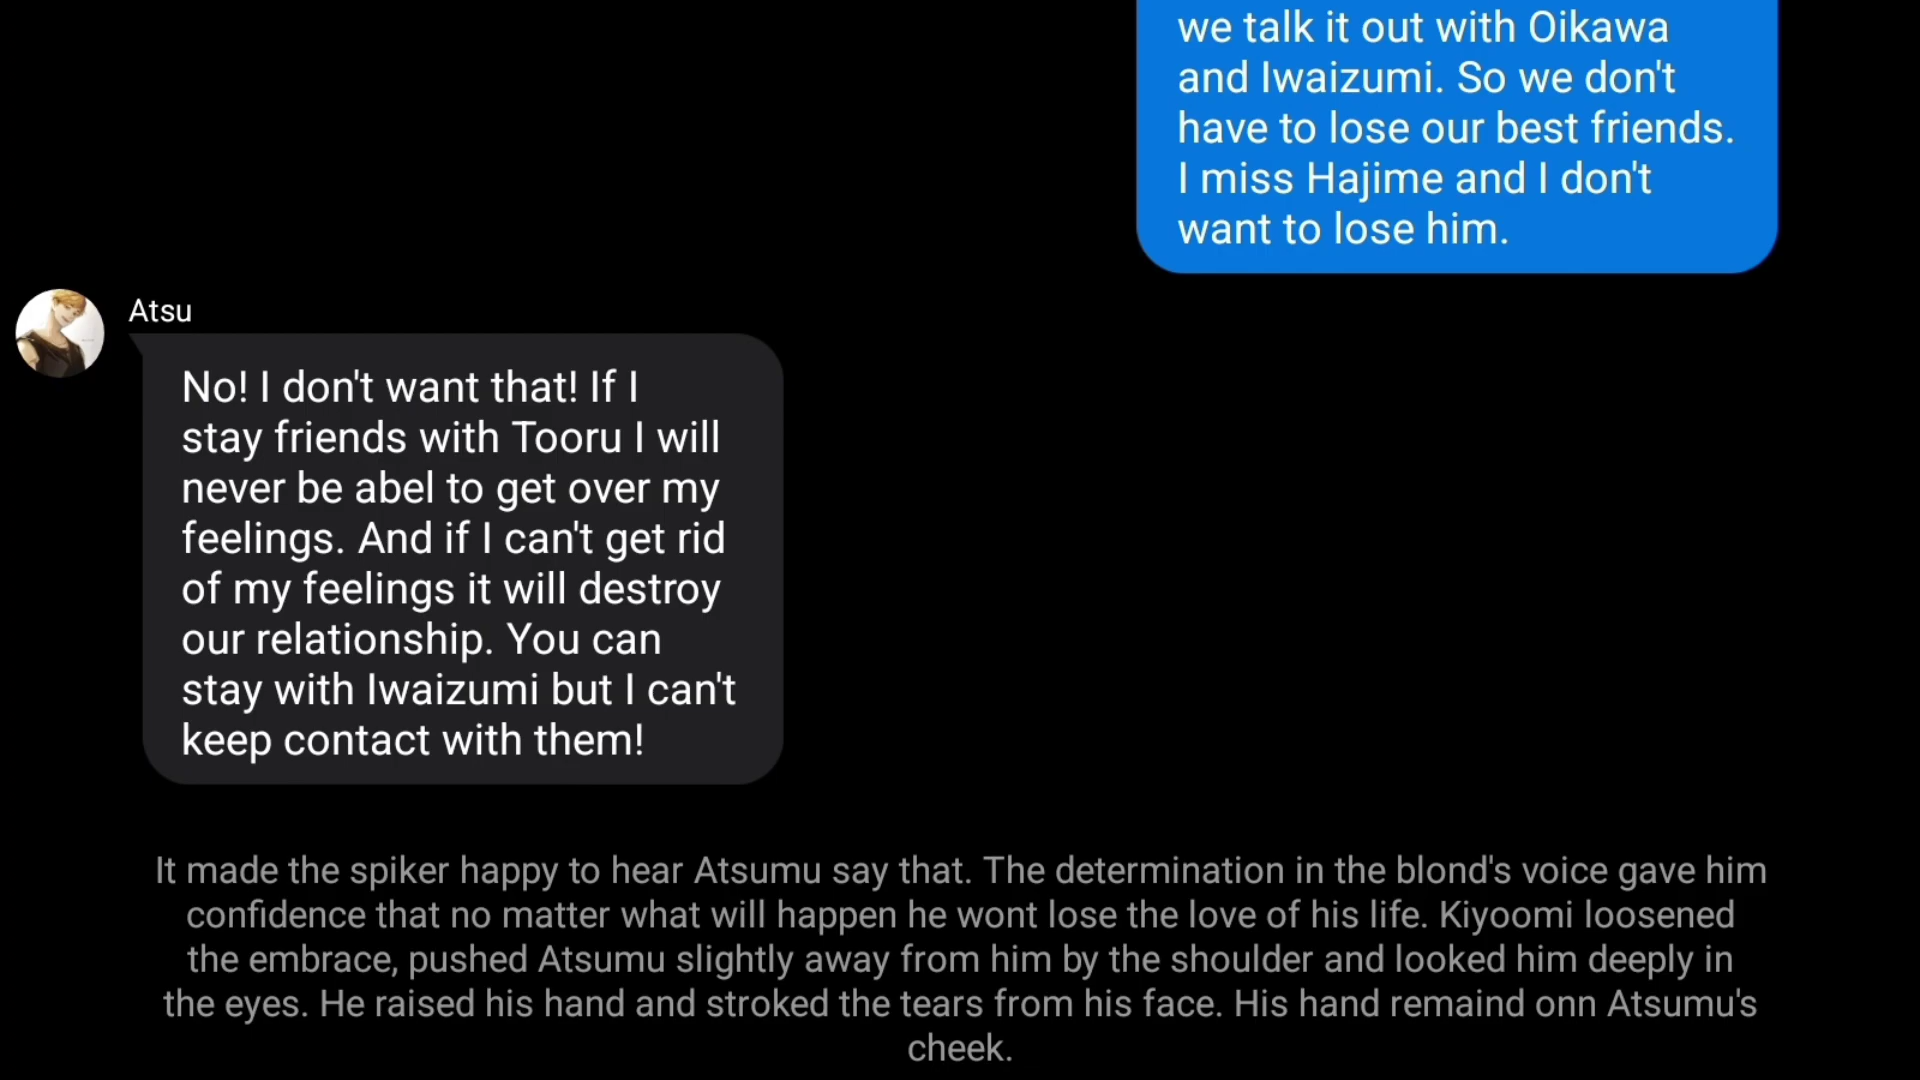 we talk it out with Oikawa
and Iwaizumi. So we don't
have to lose our best friends.
I miss Hajime and I don't
want to lose him.
Atsu
No! I don't want that! If I
stay friends with Tooru I will
never be abel to get over my
feelings. And if I can't get rid
of my feelings it will destroy
our relationship. You can
stay with Iwaizumi but I can't
keep contact with them!
It made the spiker happy to hear Atsumu say that. The determination in the blond's voice gave him
confidence that no matter what will happen he wont lose the love of his life. Kiyoomi loosened
the embrace, pushed Atsumu slightly away from him by the shoulder and looked him deeply in
the eyes. He raised his hand and stroked the tears from his face. His hand remaind onn Atsumu's
cheek.